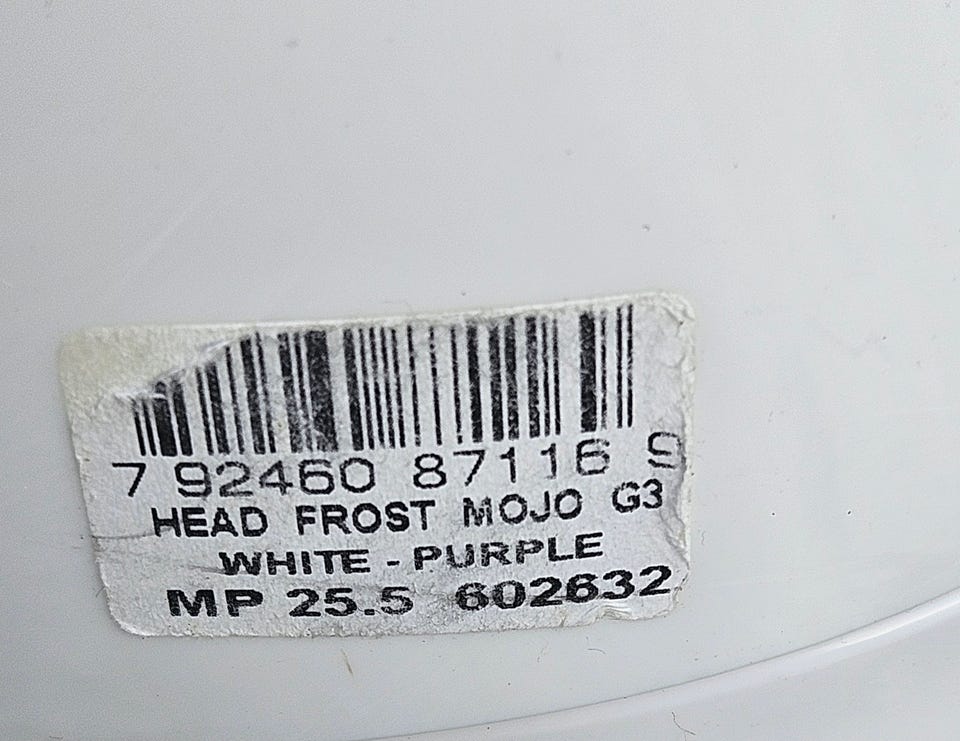 7 92460 87116 9
HEAD FROST MOJO G3
WHITE - PURPLE
MP 25.5 602632